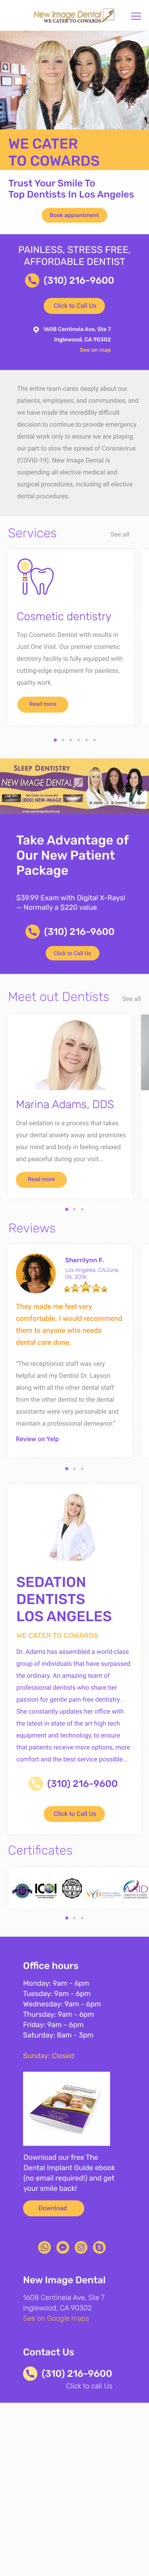 New Image Dental
WE CATER TO COWARDS
WE CATER
TO COWARDS
Trust Your Smile To
Top Dentists In Los Angeles
Book appointment
PAINLESS, STRESS FREE,
AFFORDABLE DENTIST
(310) 216-9600
Click to Call Us
1608 Centinela Ave, Ste 7
Inglewood, CA 90302
See on map
The entire team cares deeply about our
patients, employees, and communities, and
we have made the incredibly difficult
decision to continue to provide emergency
dental work only to ensure we are playing
our part to slow the spread of Coronavirus
(COVID-19). New Image Dental is
suspending all elective medical and
surgical procedures, including all elective
dental procedures.
Services
See all
Cosmetic dentistry
Top Cosmetic Dentist with results in
Just One Visit. Our premier cosmetic
dentistry facility is fully equipped with
cutting-edge equipment for painless,
quality work.
Read more
SLEEP DENTISTRY
NEW IMAGE DENTAL
(800) NEW-IMAGE
Take Advantage of
Our New Patient
Package
$39.99 Exam with Digital X-Rays!
— Normally a $220 value
(310) 216-9600
Click to Call Us
Meet out Dentists
See all
Marina Adams, DDS
Oral sedation is a process that takes
your dental anxiety away and promotes
your mind and body in feeling relaxed
and peaceful during your visit...
Read more
Reviews
Sherrilynn F.
Los Angeles, CAJune,
06, 2016
They made me feel very
comfortable. I would recommend
them to anyone who needs
dental care done.
"The receptionist staff was very
helpful and my Dentist Dr. Layson
along with all the other dental staff
from the other dentist to the dental
assistants were very personable and
maintain a professional demeanor."
Review on Yelp
SEDATION
DENTISTS
LOS ANGELES
WE CATER TO COWARDS
Dr. Adams has assembled a world-class
group of individuals that have surpassed
the ordinary. An amazing team of
professional dentists who share her
passion for gentle pain-free dentistry.
She constantly updates her office with
the latest in state of the art high tech
equipment and technology, to ensure
that patients receive more options, more
comfort and the best service possible...
(310) 216-9600
Click to Call Us
Certificates
ICOI
Office hours
Monday: 9am - 6pm
Tuesday: 9am - 6pm
Wednesday: 9am - 6pm
Thursday: 9am - 6pm
Friday: 9am - 6pm
Saturday: 8am - 3pm
Sunday: Closed
Download our free The
Dental Implant Guide ebook
(no email required!) and get
your smile back!
Download
New Image Dental
1608 Centinela Ave, Ste 7
Inglewood, CA 90302
See on Google maps
Contact Us
(310) 216-9600
Click to call Us